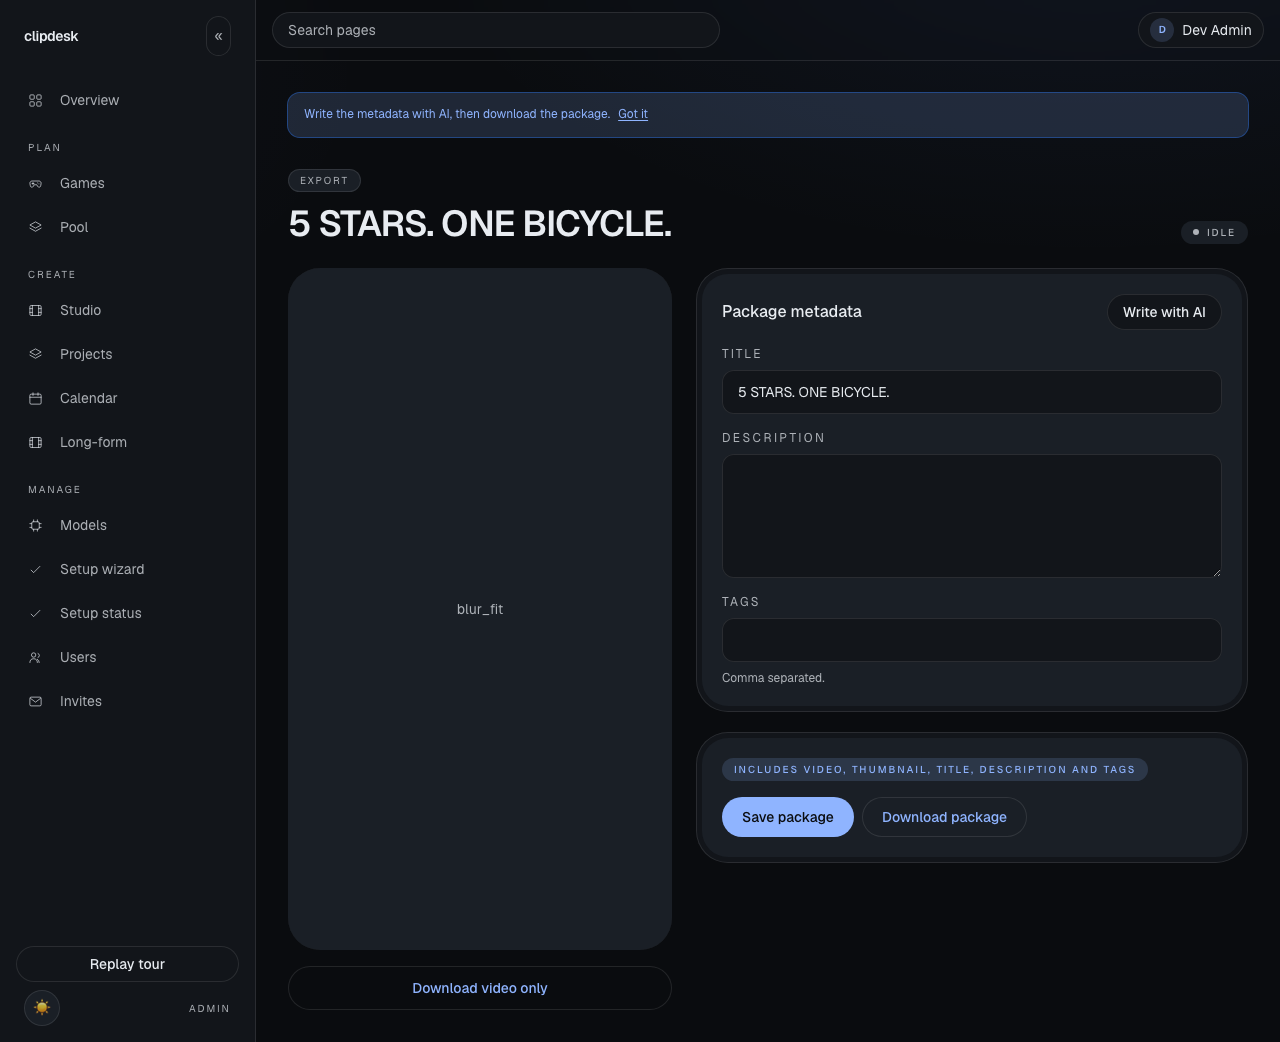 clipdesk
«
Search pages
D
Dev Admin
Overview
PLAN
Games
Pool
CREATE
Studio
Projects
Calendar
Long-form
MANAGE
Models
Setup wizard
Setup status
Users
Invites
Replay tour
ADMIN
Write the metadata with AI, then download the package. Got it
EXPORT
5 STARS. ONE BICYCLE.
IDLE
blur_fit
Download video only
Package metadata
Write with AI
TITLE
5 STARS. ONE BICYCLE.
DESCRIPTION
TAGS
Comma separated.
INCLUDES VIDEO, THUMBNAIL, TITLE, DESCRIPTION AND TAGS
Save package
Download package